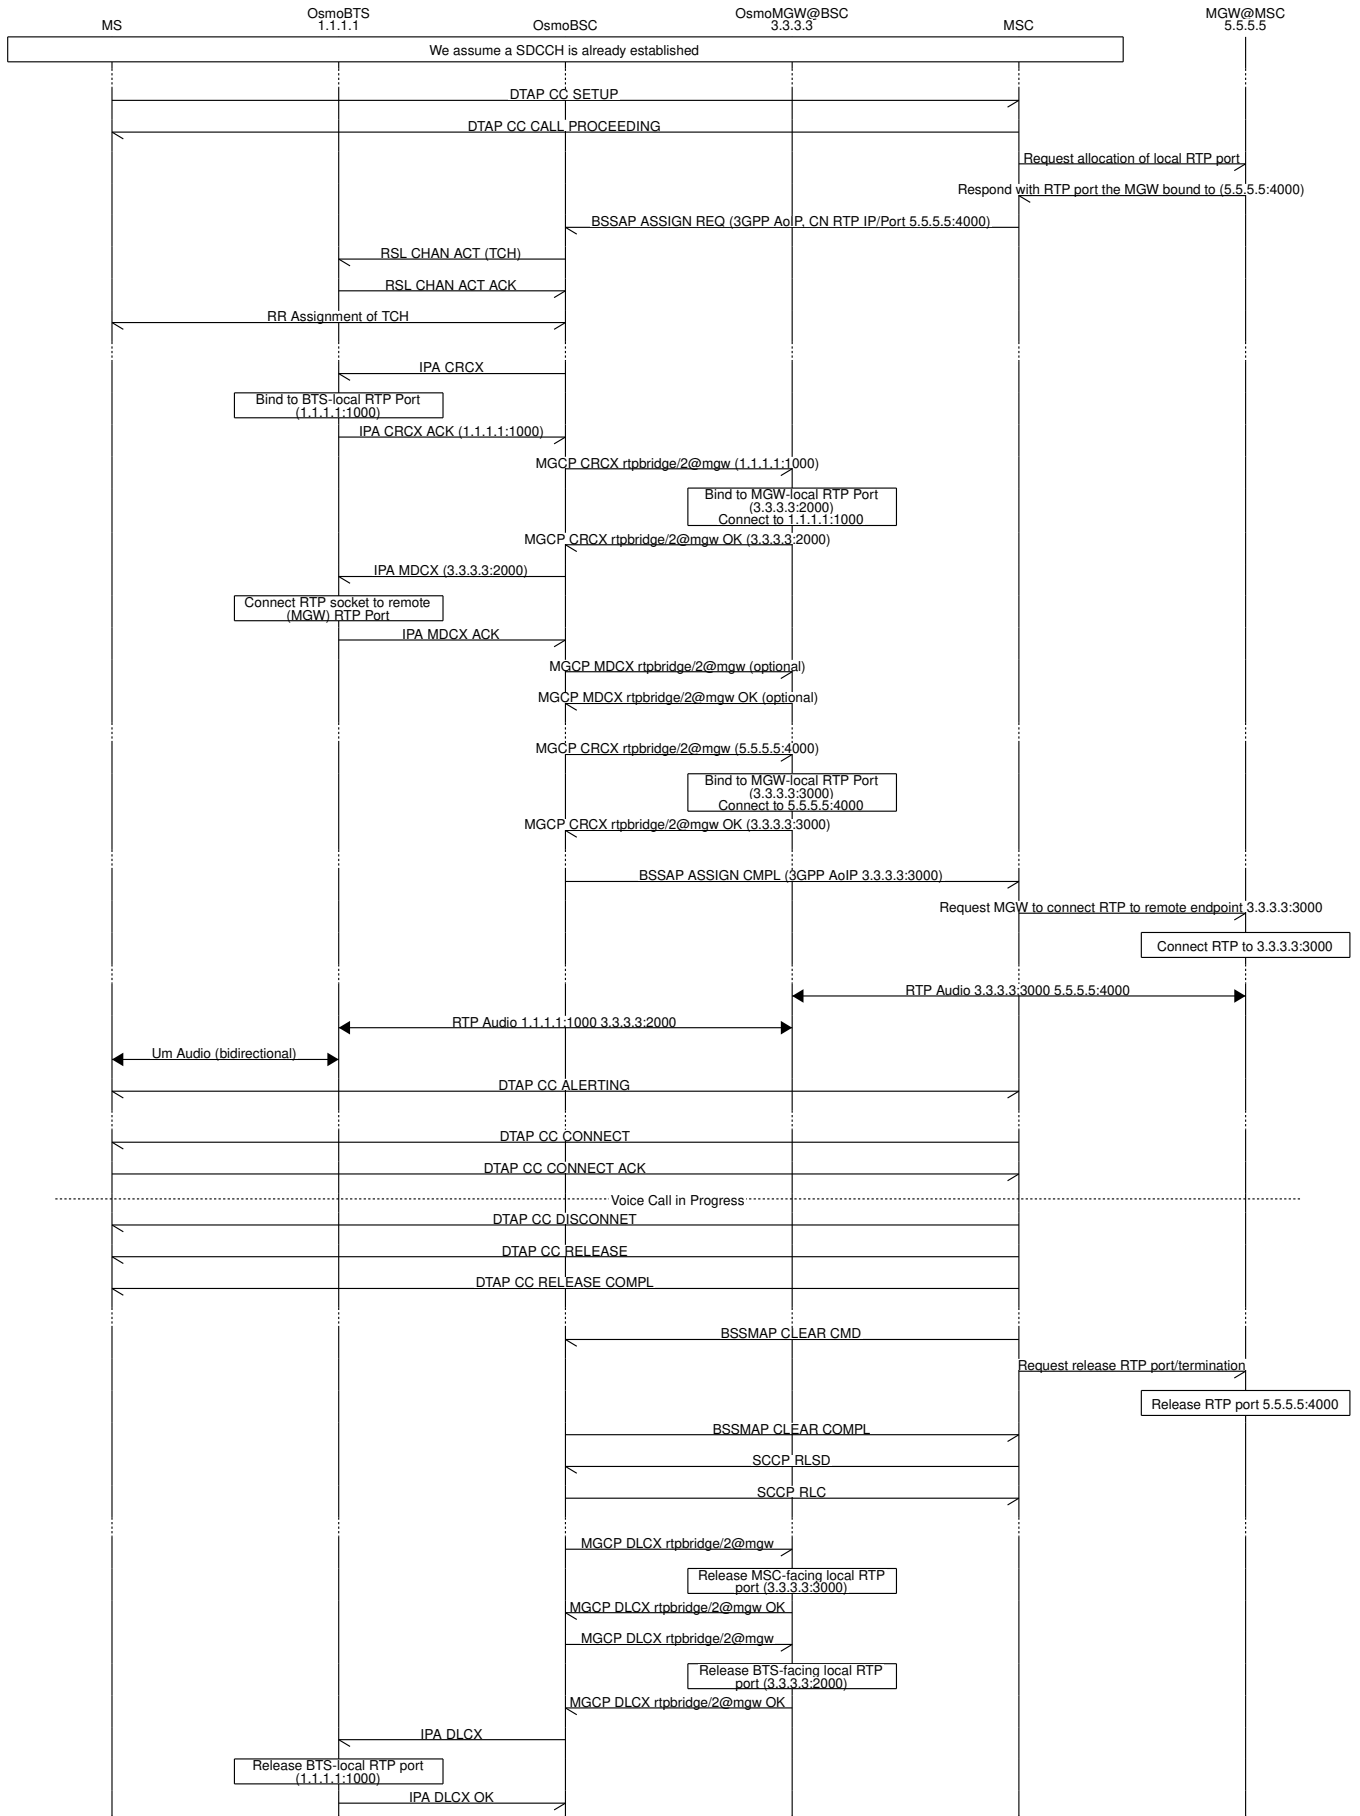 OsmoBTS
OsmoMGW@BSC
MGW@MSC
MS
1.1.1.1
OsmoBSC
3.3.3.3
MSC
5.5.5.5
We assume a SDCCH is already established
DTAP CC SETUP
DTAP CC CALL PROCEEDING
Request allocation of local RTP port
Respond with RTP port the MGW bound to (5.5.5.5:4000)
BSSAP ASSIGN REQ (3GPP AoIP, CN RTP IP/Port 5.5.5.5:4000)
RSL CHAN ACT (TCH)
RSL CHAN ACT ACK
RR Assignment of TCH
IPA CRCX
Bind to BTS-local RTP Port
(1.1.1.1:1000)
IPA CRCX ACK (1.1.1.1:1000)
MGCP CRCX rtpbridge/2@mgw (1.1.1.1:1000)
Bind to MGW-local RTP Port
(3.3.3.3:2000)
Connect to 1.1.1.1:1000
MGCP CRCX rtpbridge/2@mgw OK (3.3.3.3:2000)
IPA MDCX (3.3.3.3:2000)
Connect RTP socket to remote
(MGW) RTP Port
IPA MDCX ACK
MGCP MDCX rtpbridge/2@mgw (optional)
MGCP MDCX rtpbridge/2@mgw OK (optional)
MGCP CRCX rtpbridge/2@mgw (5.5.5.5:4000)
Bind to MGW-local RTP Port
(3.3.3.3:3000)
Connect to 5.5.5.5:4000
MGCP CRCX rtpbridge/2@mgw OK (3.3.3.3:3000)
BSSAP ASSIGN CMPL (3GPP AoIP 3.3.3.3:3000)
Request MGW to connect RTP to remote endpoint 3.3.3.3:3000
Connect RTP to 3.3.3.3:3000
RTP Audio 3.3.3.3:3000 5.5.5.5:4000
RTP Audio 1.1.1.1:1000 3.3.3.3:2000
Um Audio (bidirectional)
DTAP CC ALERTING
DTAP CC CONNECT
DTAP CC CONNECT ACK
Voice Call in Progress
DTAP CC DISCONNET
DTAP CC RELEASE
DTAP CC RELEASE COMPL
BSSMAP CLEAR CMD
Request release RTP port/termination
Release RTP port 5.5.5.5:4000
BSSMAP CLEAR COMPL
SCCP RLSD
SCCP RLC
MGCP DLCX rtpbridge/2@mgw
Release MSC-facing local RTP
port (3.3.3.3:3000)
MGCP DLCX rtpbridge/2@mgw OK
MGCP DLCX rtpbridge/2@mgw
Release BTS-facing local RTP
port (3.3.3.3:2000)
MGCP DLCX rtpbridge/2@mgw OK
IPA DLCX
Release BTS-local RTP port
(1.1.1.1:1000)
IPA DLCX OK